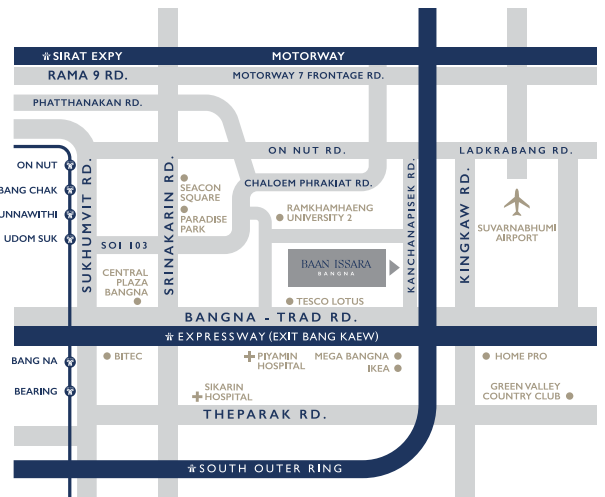 SIRAT EXPY
MOTORWAY
RAMA 9 RD.
MOTORWAY 7 FRONTAGE RD.
PHATTHANAKAN RD.
ON NUT RD.
LADKRABANG RD.
ON NUT
BANG CHAK
UNNAWITHI
UDOM SUK
SUKHUMVIT RD.
SRINAKARIN RD.
SEACON
SQUARE
PARADISE
PARK
CHALOEM PHRAKIAT RD.
RAMKHAMHAENG
UNIVERSITY 2
KANCHANAPISEK RD.
KINGKAW RD.
SUVARNABHUMI
AIRPORT
SOI 103
CENTRAL
PLAZA
BANGNA
BAAN ISSARA
BANGNA
TESCO LOTUS
BANGNA - TRAD RD.
EXPRESSWAY (EXIT BANG KAEW)
BANG NA
BITEC
PIYAMIN
HOSPITAL
MEGA BANGNA
IKEA
HOME PRO
BEARING
SIKARIN
HOSPITAL
GREEN VALLEY
COUNTRY CLUB
THEPARAK RD.
SOUTH OUTER RING